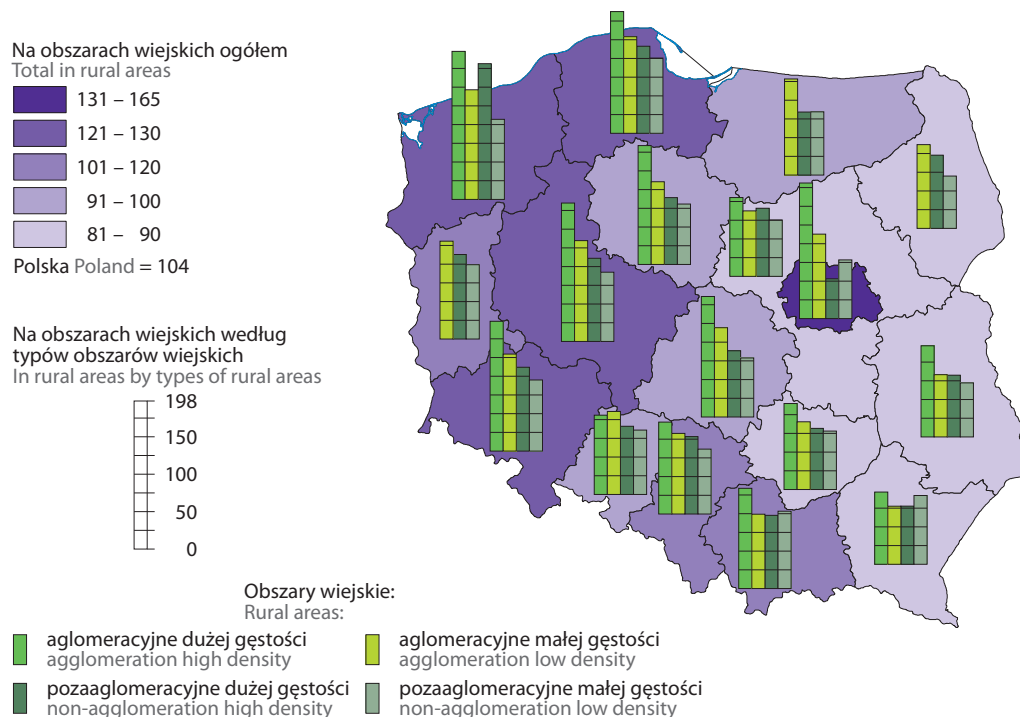 Na obszarach wiejskich ogółem
Total in rural areas
131 – 165
121 – 130
101 – 120
91 – 100
81 – 90
Polska Poland = 104
Na obszarach wiejskich według
typów obszarów wiejskich
In rural areas by types of rural areas
198
150
100
50
0
Obszary wiejskie:
Rural areas:
aglomeracyjne dużej gęstości
agglomeration high density
aglomeracyjne małej gęstości
agglomeration low density
pozaaglomeracyjne dużej gęstości
non-agglomeration high density
pozaaglomeracyjne małej gęstości
non-agglomeration low density